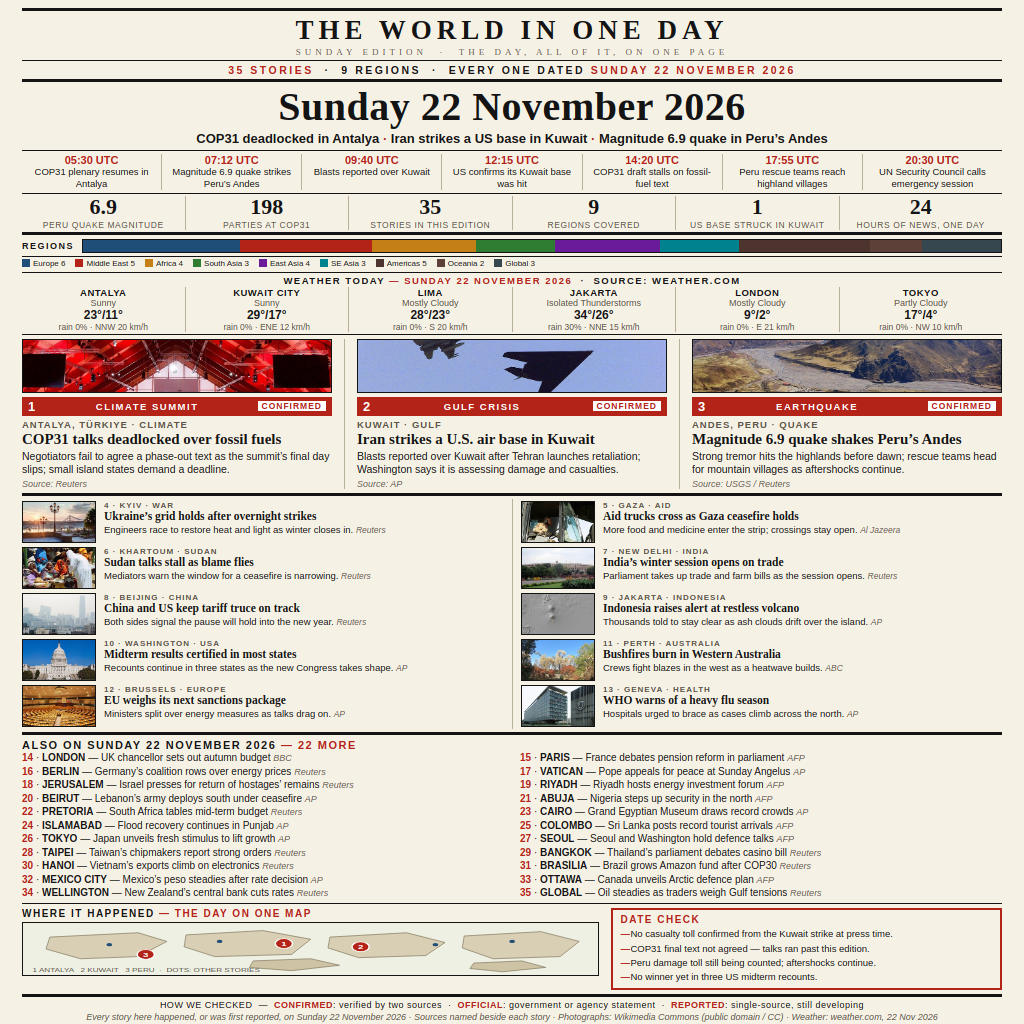 THE WORLD IN ONE DAY
SUNDAY EDITION · THE DAY, ALL OF IT, ON ONE PAGE
35 STORIES · 9 REGIONS · EVERY ONE DATED SUNDAY 22 NOVEMBER 2026
Sunday 22 November 2026
COP31 deadlocked in Antalya · Iran strikes a US base in Kuwait · Magnitude 6.9 quake in Peru's Andes
05:30 UTC
COP31 plenary resumes in
Antalya
07:12 UTC
Magnitude 6.9 quake strikes
Peru's Andes
09:40 UTC
Blasts reported over Kuwait
12:15 UTC
US confirms its Kuwait base
was hit
14:20 UTC
COP31 draft stalls on fossil-
fuel text
17:55 UTC
Peru rescue teams reach
highland villages
20:30 UTC
UN Security Council calls
emergency session
6.9
PERU QUAKE MAGNITUDE
198
PARTIES AT COP31
35
STORIES IN THIS EDITION
9
REGIONS COVERED
1
US BASE STRUCK IN KUWAIT
24
HOURS OF NEWS, ONE DAY
REGIONS
Europe 6 Middle East 5 Africa 4 South Asia 3 East Asia 4 SE Asia 3 Americas 5 Oceania 2 Global 3
WEATHER TODAY — SUNDAY 22 NOVEMBER 2026 · SOURCE: WEATHER.COM
ANTALYA
Sunny
23°/11°
rain 0% · NNW 20 km/h
KUWAIT CITY
Sunny
29°/17°
rain 0% · ENE 12 km/h
LIMA
Mostly Cloudy
28°/23°
rain 0% · S 20 km/h
JAKARTA
Isolated Thunderstorms
34°/26°
rain 30% · NNE 15 km/h
LONDON
Mostly Cloudy
9°/2°
rain 0% · E 21 km/h
TOKYO
Partly Cloudy
17°/4°
rain 0% · NW 10 km/h
1 CLIMATE SUMMIT CONFIRMED
ANTALYA, TÜRKIYE · CLIMATE
COP31 talks deadlocked over fossil fuels
Negotiators fail to agree a phase-out text as the summit's final day
slips; small island states demand a deadline.
Source: Reuters
2 GULF CRISIS CONFIRMED
KUWAIT · GULF
Iran strikes a U.S. air base in Kuwait
Blasts reported over Kuwait after Tehran launches retaliation;
Washington says it is assessing damage and casualties.
Source: AP
3 EARTHQUAKE CONFIRMED
ANDES, PERU · QUAKE
Magnitude 6.9 quake shakes Peru's Andes
Strong tremor hits the highlands before dawn; rescue teams head
for mountain villages as aftershocks continue.
Source: USGS / Reuters
4 · KYIV · WAR
Ukraine's grid holds after overnight strikes
Engineers race to restore heat and light as winter closes in. Reuters
5 · GAZA · AID
Aid trucks cross as Gaza ceasefire holds
More food and medicine enter the strip; crossings stay open. Al Jazeera
6 · KHARTOUM · SUDAN
Sudan talks stall as blame flies
Mediators warn the window for a ceasefire is narrowing. Reuters
7 · NEW DELHI · INDIA
India's winter session opens on trade
Parliament takes up trade and farm bills as the session opens. Reuters
8 · BEIJING · CHINA
China and US keep tariff truce on track
Both sides signal the pause will hold into the new year. Reuters
9 · JAKARTA · INDONESIA
Indonesia raises alert at restless volcano
Thousands told to stay clear as ash clouds drift over the island. AP
10 · WASHINGTON · USA
Midterm results certified in most states
Recounts continue in three states as the new Congress takes shape. AP
11 · PERTH · AUSTRALIA
Bushfires burn in Western Australia
Crews fight blazes in the west as a heatwave builds. ABC
12 · BRUSSELS · EUROPE
EU weighs its next sanctions package
Ministers split over energy measures as talks drag on. AP
13 · GENEVA · HEALTH
WHO warns of a heavy flu season
Hospitals urged to brace as cases climb across the north. AP
ALSO ON SUNDAY 22 NOVEMBER 2026 — 22 MORE
14 · LONDON — UK chancellor sets out autumn budget BBC
15 · PARIS — France debates pension reform in parliament AFP
16 · BERLIN — Germany's coalition rows over energy prices Reuters
17 · VATICAN — Pope appeals for peace at Sunday Angelus AP
18 · JERUSALEM — Israel presses for return of hostages' remains Reuters
19 · RIYADH — Riyadh hosts energy investment forum AFP
20 · BEIRUT — Lebanon's army deploys south under ceasefire AP
21 · ABUJA — Nigeria steps up security in the north AFP
22 · PRETORIA — South Africa tables mid-term budget Reuters
23 · CAIRO — Grand Egyptian Museum draws record crowds AP
24 · ISLAMABAD — Flood recovery continues in Punjab AP
25 · COLOMBO — Sri Lanka posts record tourist arrivals AFP
26 · TOKYO — Japan unveils fresh stimulus to lift growth AP
27 · SEOUL — Seoul and Washington hold defence talks AFP
28 · TAIPEI — Taiwan's chipmakers report strong orders Reuters
29 · BANGKOK — Thailand's parliament debates casino bill Reuters
30 · HANOI — Vietnam's exports climb on electronics Reuters
31 · BRASILIA — Brazil grows Amazon fund after COP30 Reuters
32 · MEXICO CITY — Mexico's peso steadies after rate decision AP
33 · OTTAWA — Canada unveils Arctic defence plan AFP
34 · WELLINGTON — New Zealand's central bank cuts rates Reuters
35 · GLOBAL — Oil steadies as traders weigh Gulf tensions Reuters
WHERE IT HAPPENED — THE DAY ON ONE MAP
1
2
3
1 ANTALYA 2 KUWAIT 3 PERU · DOTS: OTHER STORIES
DATE CHECK
—No casualty toll confirmed from the Kuwait strike at press time.
—COP31 final text not agreed — talks ran past this edition.
—Peru damage toll still being counted; aftershocks continue.
—No winner yet in three US midterm recounts.
HOW WE CHECKED — CONFIRMED: verified by two sources · OFFICIAL: government or agency statement · REPORTED: single-source, still developing
Every story here happened, or was first reported, on Sunday 22 November 2026 · Sources named beside each story · Photographs: Wikimedia Commons (public domain / CC) · Weather: weather.com, 22 Nov 2026